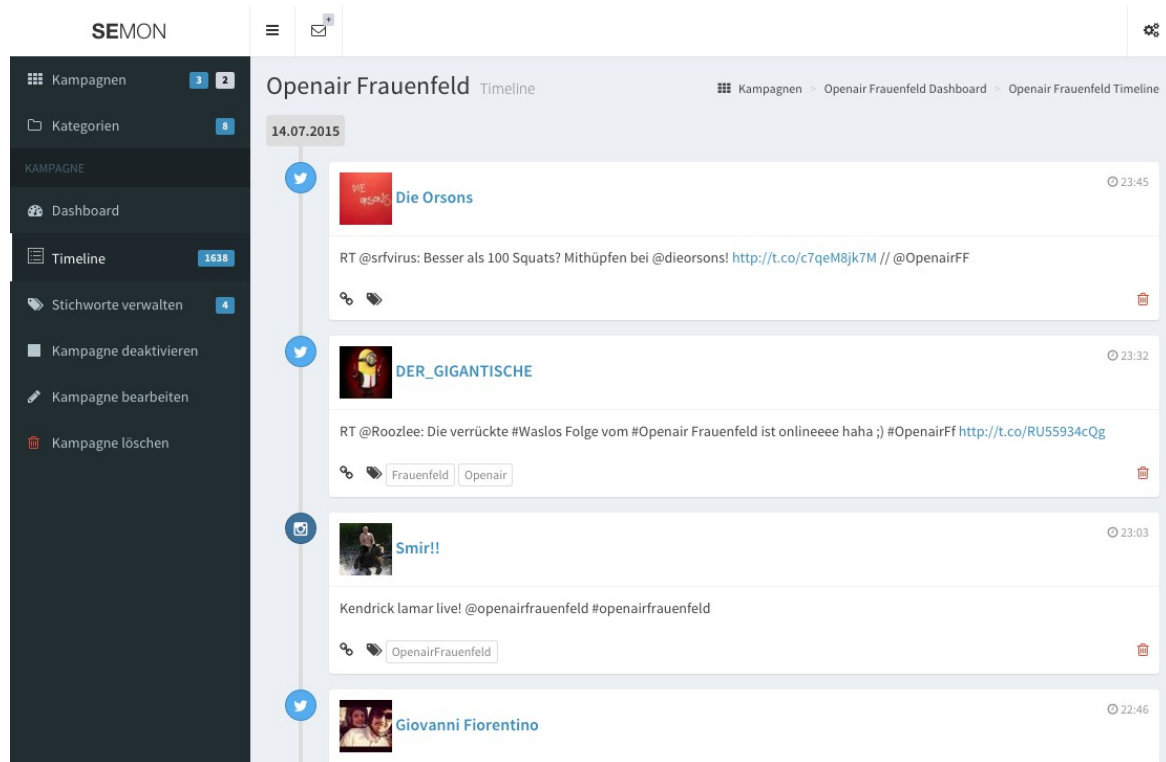 SEMON
+
Kampagnen 3 2
Openair Frauenfeld Timeline
Kampagnen > Openair Frauenfeld Dashboard > Openair Frauenfeld Timeline
Kategorien 8
KAMPAGNE
Dashboard
Timeline 1638
Stichworte verwalten 4
Kampagne deaktivieren
Kampagne bearbeiten
Kampagne löschen
14.07.2015
DIE ORSONS
Die Orsons
23:45
RT @srfvirus: Besser als 100 Squats? Mithüpfen bei @dieorsons! http://t.co/c7qeM8jk7M // @OpenairFF
DER_GIGANTISCHE
23:32
RT @Roozlee: Die verrückte #Waslos Folge vom #Openair Frauenfeld ist onlineeee haha ;) #OpenairFf http://t.co/RU55934cQg
Frauenfeld Openair
Smir!!
23:03
Kendrick lamar live! @openairfrauenfeld #openairfrauenfeld
OpenairFrauenfeld
Giovanni Fiorentino
22:46